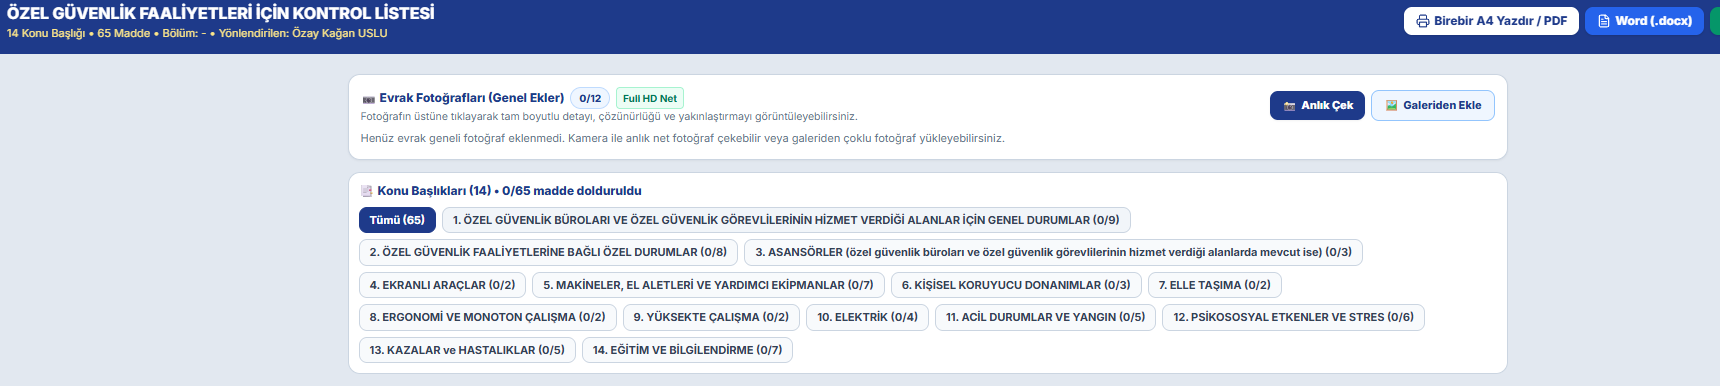 ÖZEL GÜVENLİK FAALİYETLERİ İÇİN KONTROL LİSTESİ
14 Konu Başlığı • 65 Madde • Bölüm: - • Yönlendirilen: Özay Kağan USLU
Birebir A4 Yazdır / PDF
Word (.docx)
Evrak Fotoğrafları (Genel Ekler) 0/12 Full HD Net
Fotoğrafın üstüne tıklayarak tam boyutlu detayı, çözünürlüğü ve yakınlaştırmayı görüntüleyebilirsiniz.
Henüz evrak geneli fotoğraf eklenmedi. Kamera ile anlık net fotoğraf çekebilir veya galeriden çoklu fotoğraf yükleyebilirsiniz.
Anlık Çek
Galeriden Ekle
Konu Başlıkları (14) • 0/65 madde dolduruldu
Tümü (65) 1. ÖZEL GÜVENLİK BÜROLARI VE ÖZEL GÜVENLİK GÖREVLİLERİNİN HİZMET VERDİĞİ ALANLAR İÇİN GENEL DURUMLAR (0/9)
2. ÖZEL GÜVENLİK FAALİYETLERİNE BAĞLI ÖZEL DURUMLAR (0/8) 3. ASANSÖRLER (özel güvenlik büroları ve özel güvenlik görevlilerinin hizmet verdiği alanlarda mevcut ise) (0/3)
4. EKRANLI ARAÇLAR (0/2) 5. MAKİNELER, EL ALETLERİ VE YARDIMCI EKİPMANLAR (0/7) 6. KİŞİSEL KORUYUCU DONANIMLAR (0/3) 7. ELLE TAŞIMA (0/2)
8. ERGONOMİ VE MONOTON ÇALIŞMA (0/2) 9. YÜKSEKTE ÇALIŞMA (0/2) 10. ELEKTRİK (0/4) 11. ACİL DURUMLAR VE YANGIN (0/5) 12. PSİKOSOSYAL ETKENLER VE STRES (0/6)
13. KAZALAR ve HASTALIKLAR (0/5) 14. EĞİTİM VE BİLGİLENDİRME (0/7)